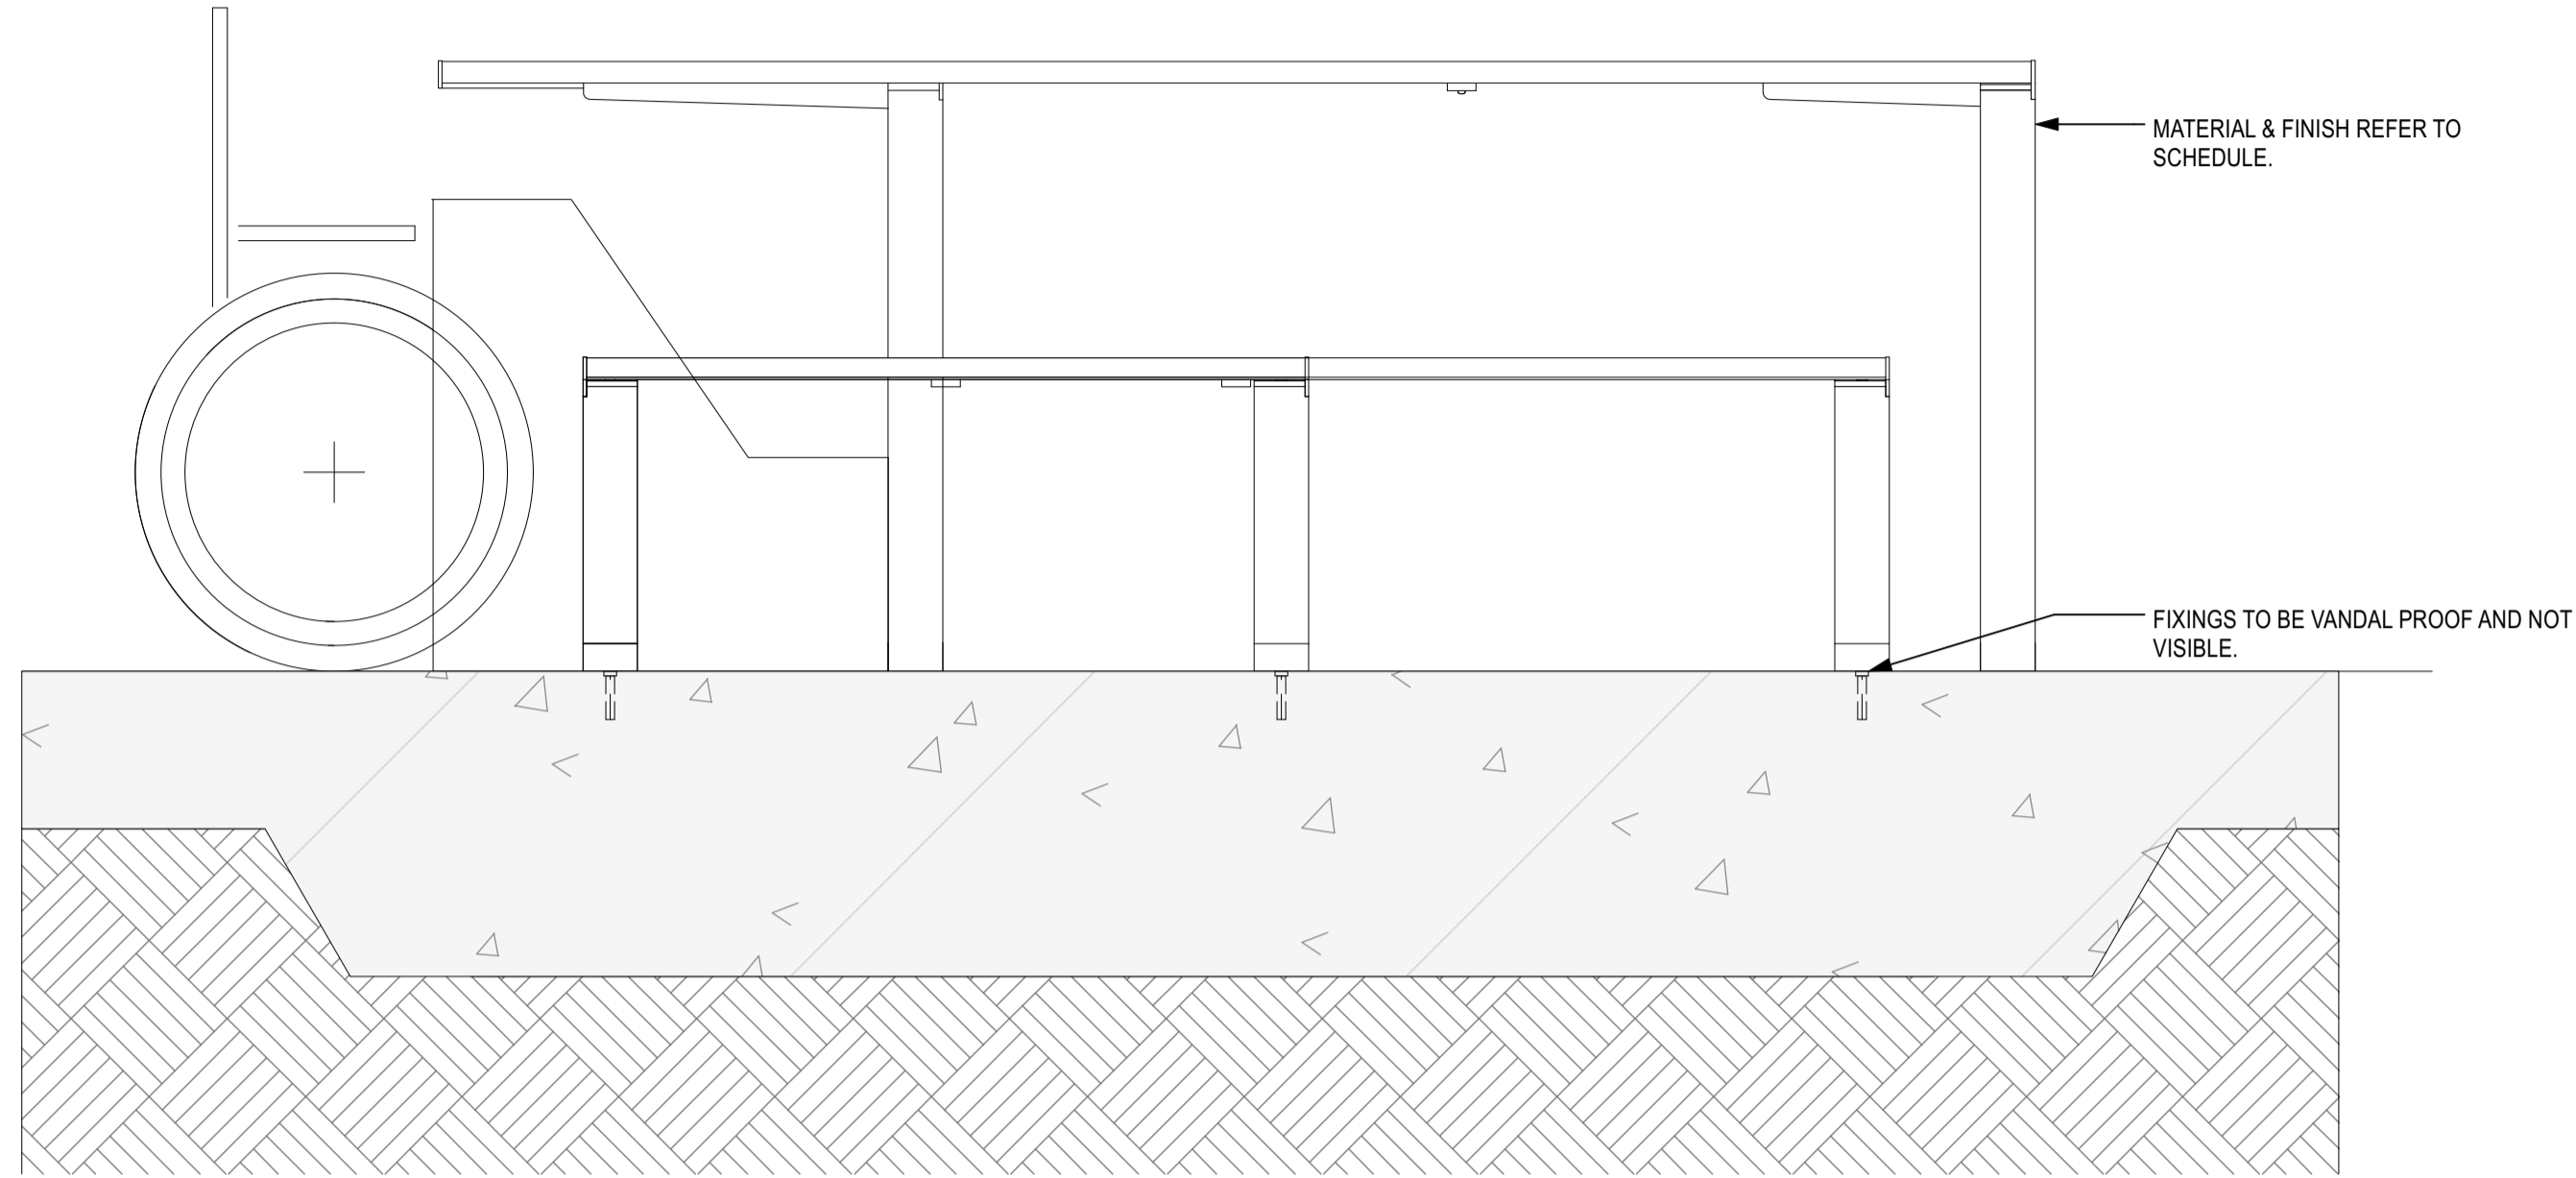 MATERIAL & FINISH REFER TO
SCHEDULE.
FIXINGS TO BE VANDAL PROOF AND NOT
VISIBLE.